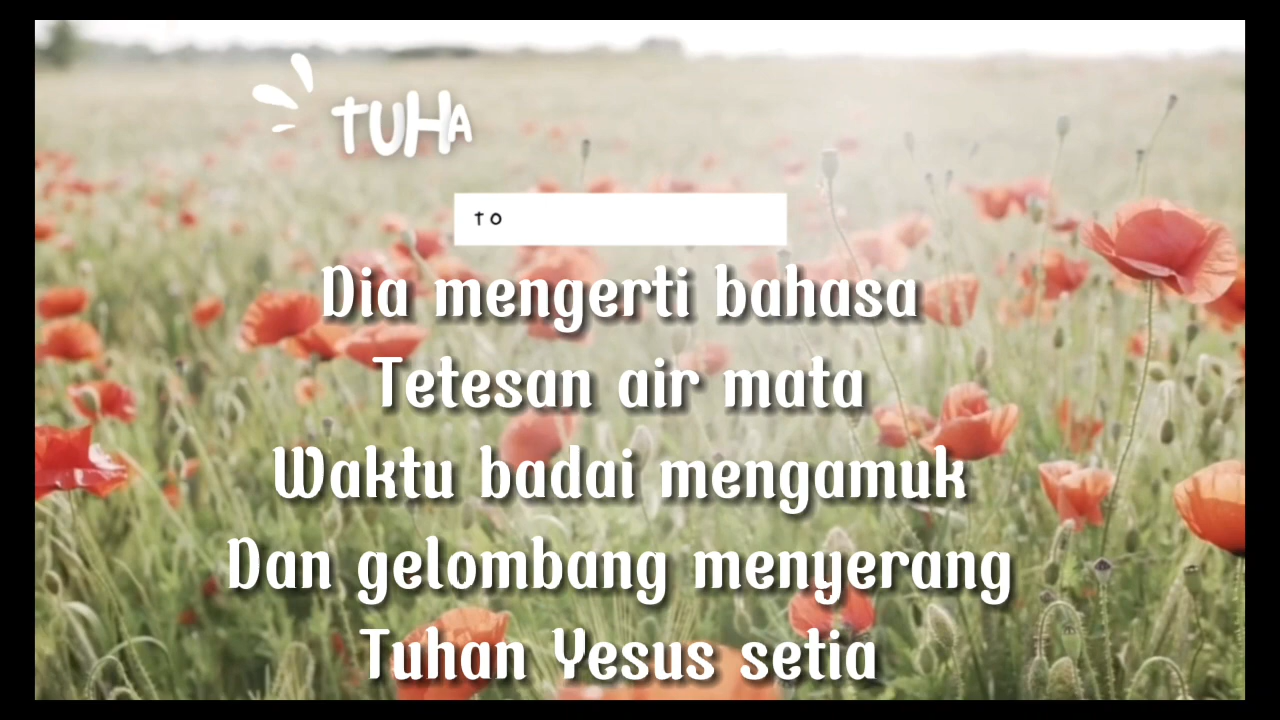 TUHA
TO
Dia mengerti bahasa
Tetesan air mata
Waktu badai mengamuk
Dan gelombang menyerang
Tuhan Yesus setia